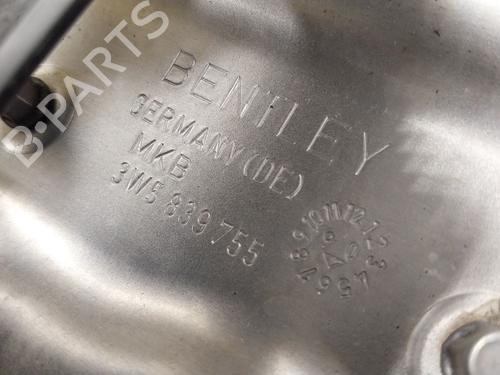 B-PARTS
BENTLEY
GERMANY (DE)
MKB
3W5 839 755